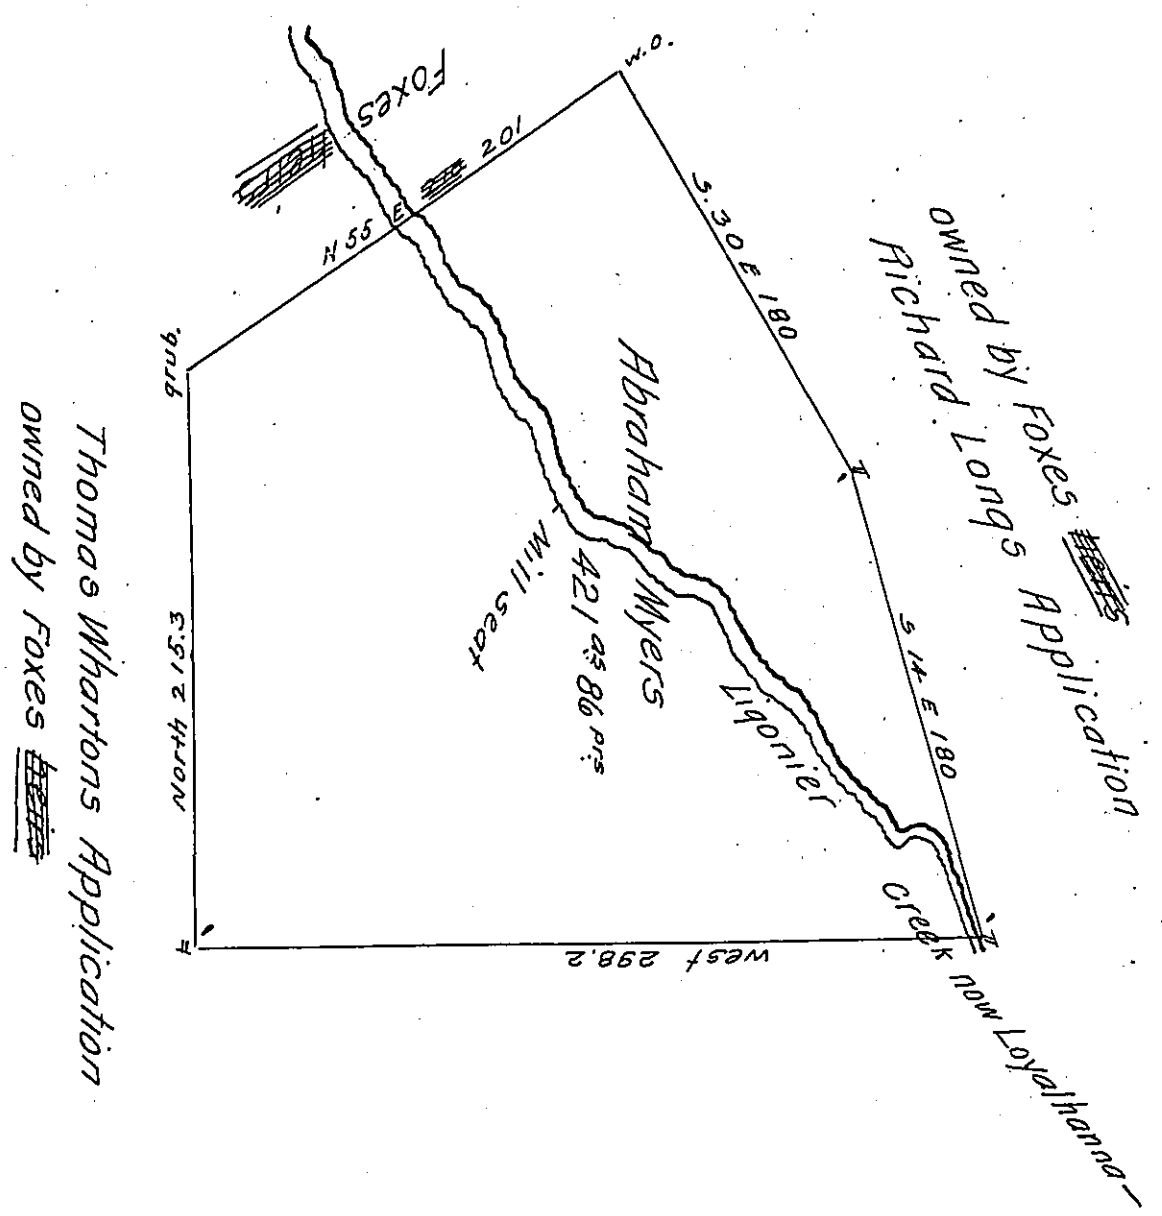 Foxes
w.o.
N 55 E 201
S. 30 E 180
owned by Foxes heirs
Richard Longs Application
S 14 E 180
Abraham Myers
421 as 86 prs
Mill seat
Ligonier Creek now Loyalhanna
West 298.2
grub.
North 215.3
Thomas Whartons Application
owned by Foxes heirs